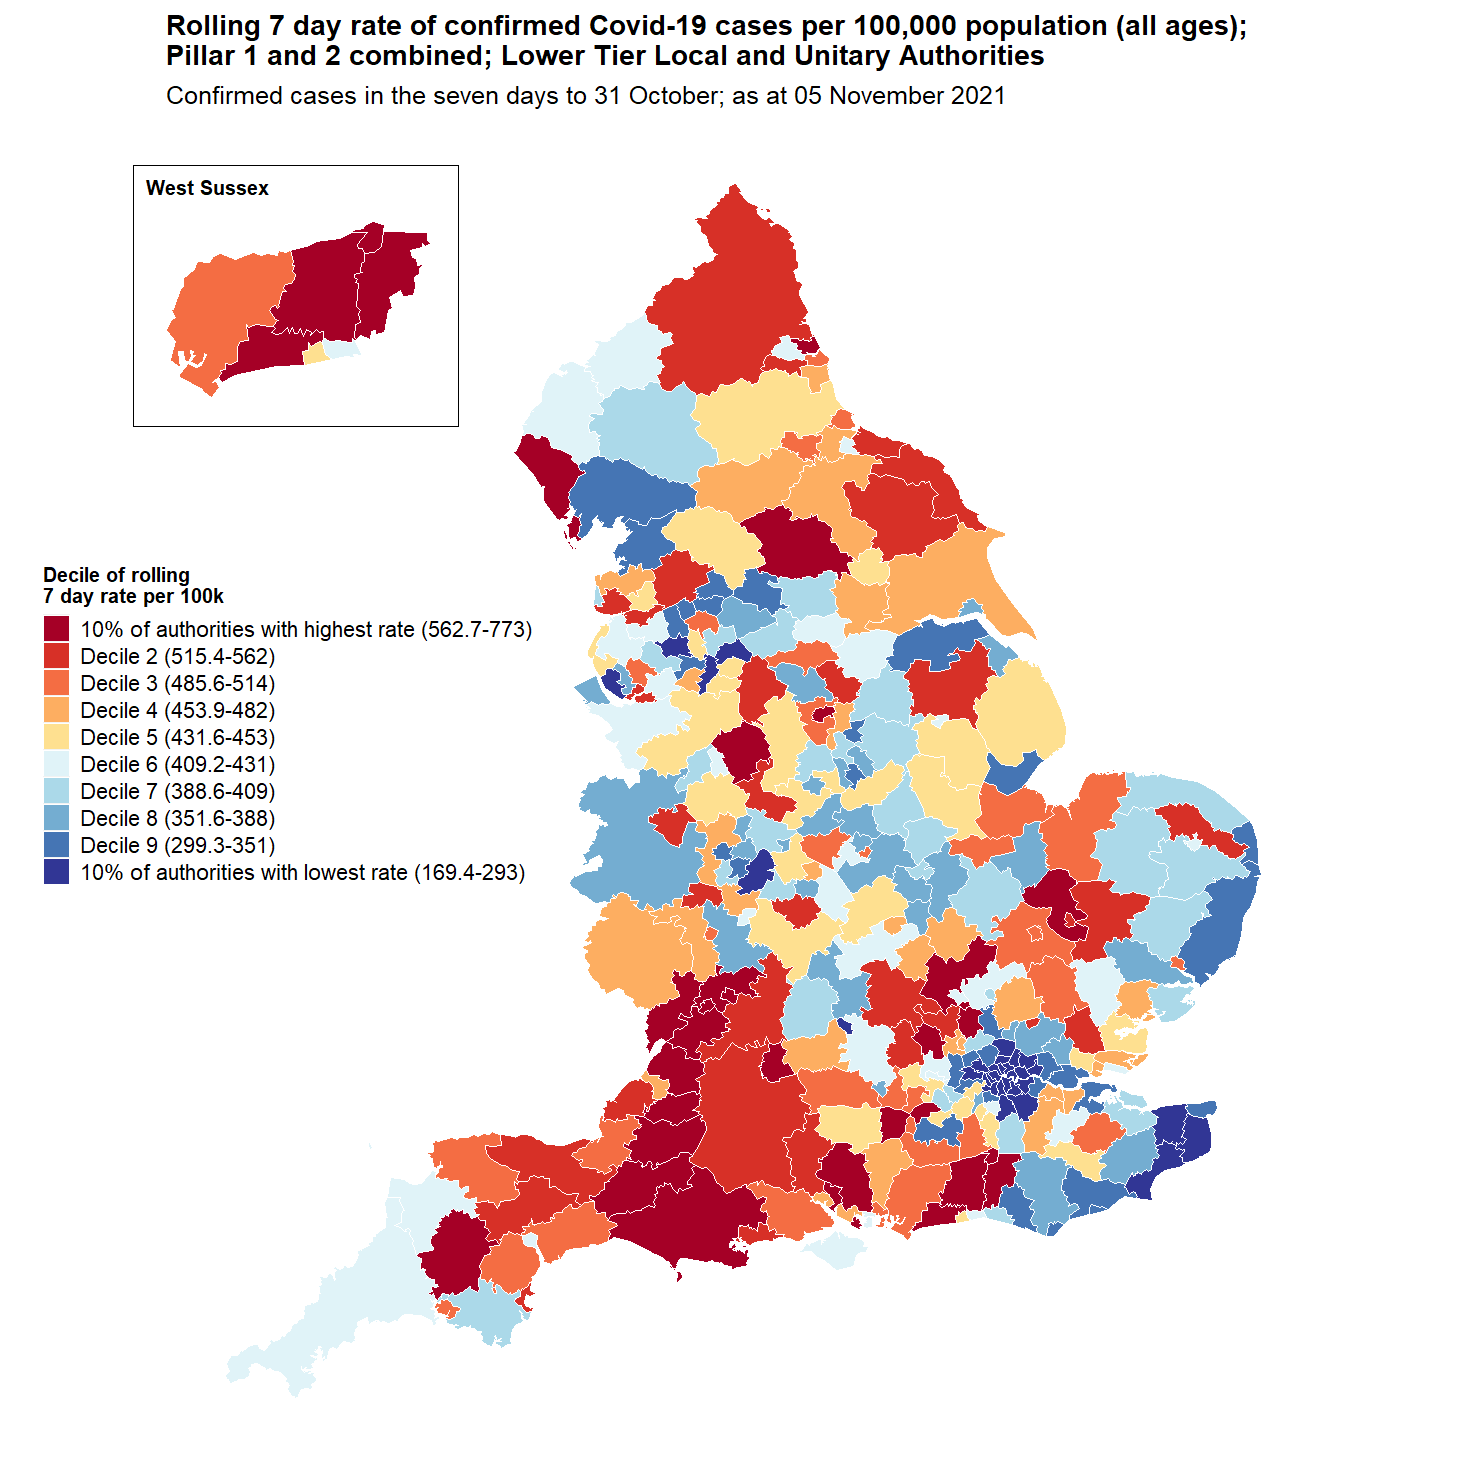 Rolling 7 day rate of confirmed Covid-19 cases per 100,000 population (all ages);
Pillar 1 and 2 combined; Lower Tier Local and Unitary Authorities
Confirmed cases in the seven days to 31 October; as at 05 November 2021
West Sussex
Decile of rolling
7 day rate per 100k
10% of authorities with highest rate (562.7-773)
Decile 2 (515.4-562)
Decile 3 (485.6-514)
Decile 4 (453.9-482)
Decile 5 (431.6-453)
Decile 6 (409.2-431)
Decile 7 (388.6-409)
Decile 8 (351.6-388)
Decile 9 (299.3-351)
10% of authorities with lowest rate (169.4-293)